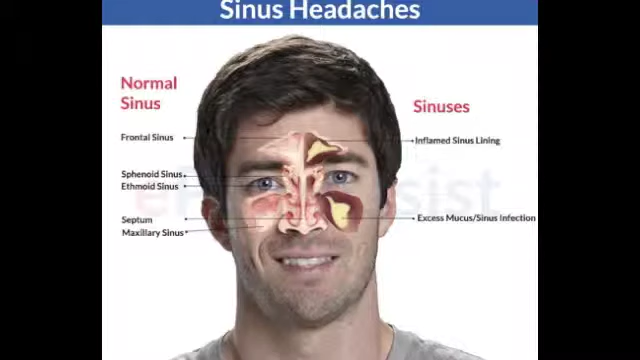 Sinus Headaches
Normal
Sinus
Frontal Sinus
Sphenoid Sinus
Ethmoid Sinus
Septum
Maxillary Sinus
Sinuses
Inflamed Sinus Lining
Excess Mucus/Sinus Infection